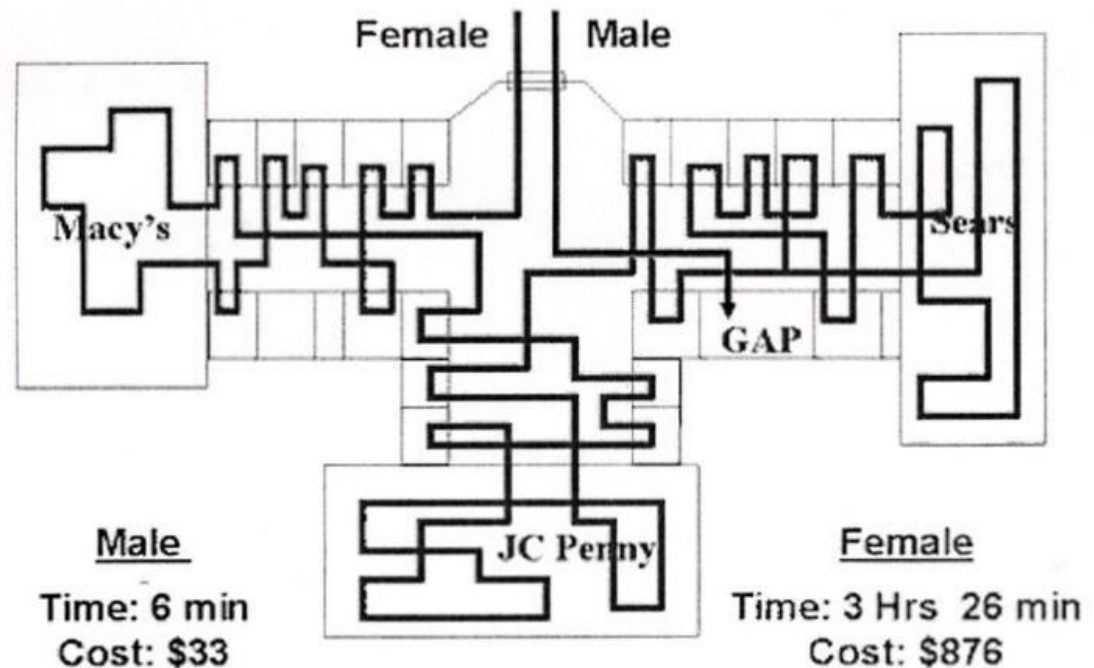 Female
Male
Macy's
Sears
GAP
JC Penny
Male
Time: 6 min
Cost: $33
Female
Time: 3 Hrs 26 min
Cost: $876